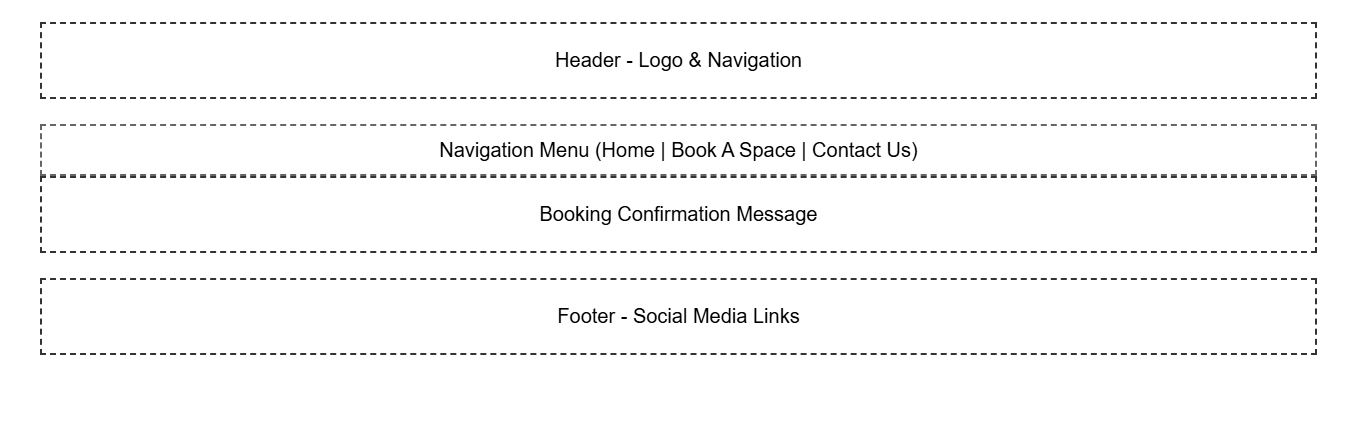 Header - Logo & Navigation
Navigation Menu (Home | Book A Space | Contact Us)
Booking Confirmation Message
Footer - Social Media Links